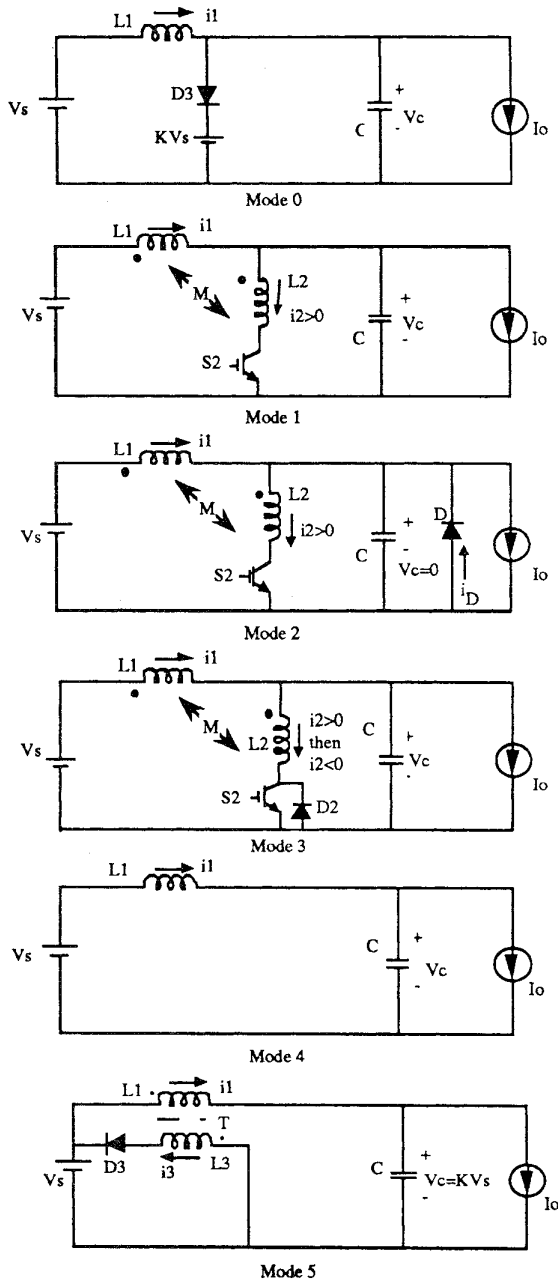 L1 i1
Vs D3 KVs C + Vc - Io
Mode 0
L1 i1
Vs M L2 i2>0 S2 C + Vc - Io
Mode 1
L1 i1
Vs M L2 i2>0 S2 C + - Vc=0 D iD Io
Mode 2
L1 i1
Vs M L2 i2>0 then i2<0 S2 D2 C + Vc - Io
Mode 3
L1 i1
Vs C + Vc - Io
Mode 4
L1 i1
T
Vs D3 i3 L3 C + Vc=KVs - Io
Mode 5